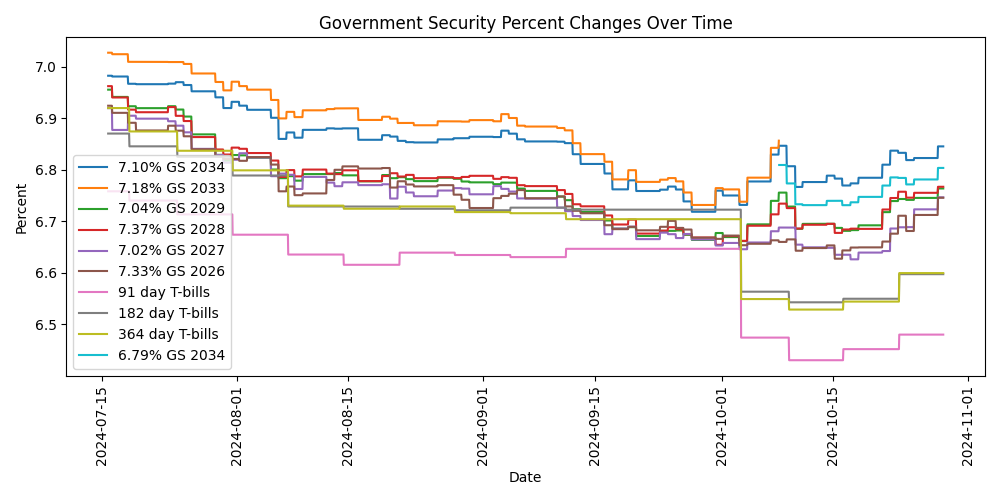 Government Security Percent Changes Over Time
7.0
6.9
6.8
6.7
6.6
6.5
Percent
7.10% GS 2034
7.18% GS 2033
7.04% GS 2029
7.37% GS 2028
7.02% GS 2027
7.33% GS 2026
91 day T-bills
182 day T-bills
364 day T-bills
6.79% GS 2034
2024-07-15
2024-08-01
2024-08-15
2024-09-01
2024-09-15
2024-10-01
2024-10-15
2024-11-01
Date